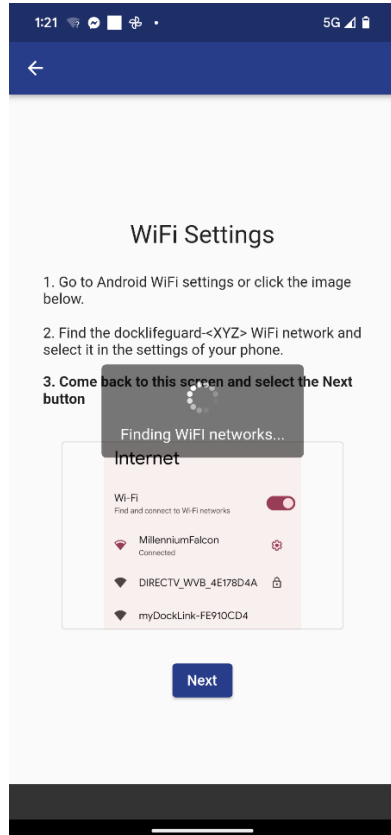 1:21
5G
WiFi Settings
1. Go to Android WiFi settings or click the image
below.
2. Find the docklifeguard-<XYZ> WiFi network and
select it in the settings of your phone.
3. Come back to this screen and select the Next
button
Finding WiFI networks...
Internet
Wi-Fi
Find and connect to Wi-Fi networks
MillenniumFalcon
Connected
DIRECTV_WVB_4E178D4A
myDockLink-FE910CD4
Next